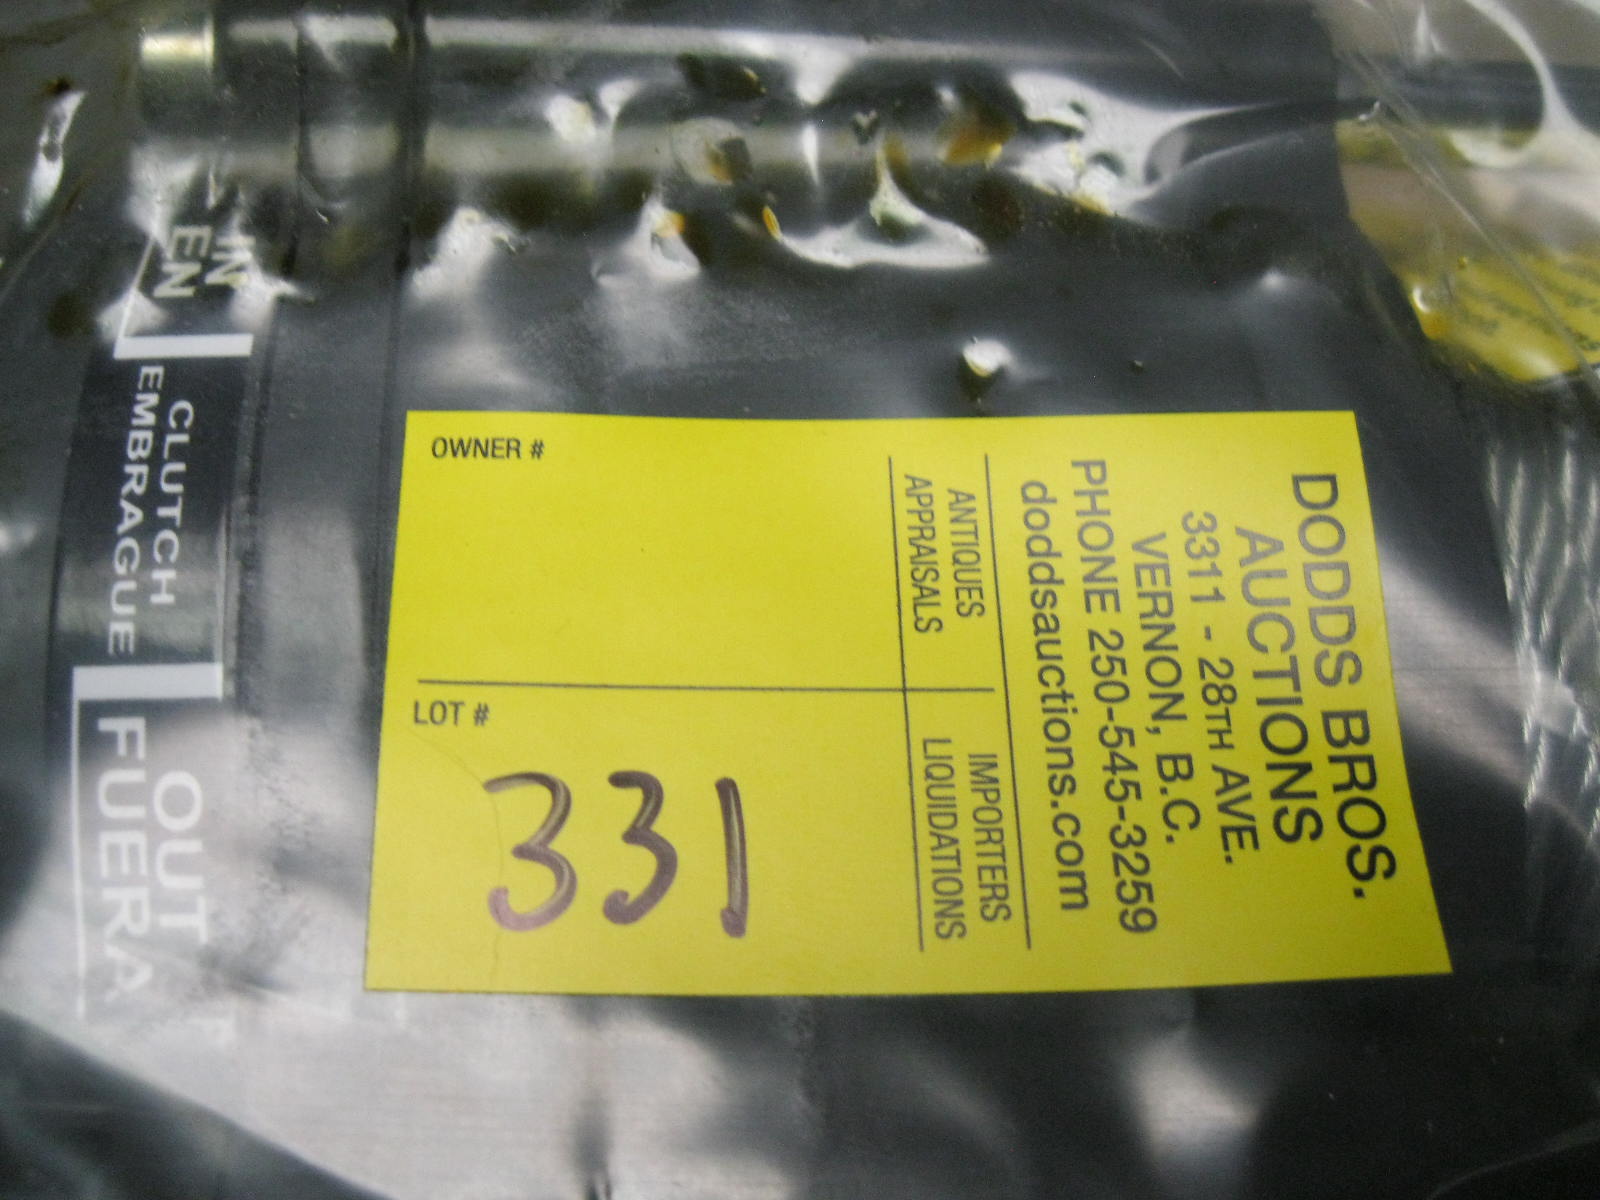 IN
EN
CLUTCH
EMBRAGUE
OUT
FUERA
DODDS BROS.
AUCTIONS
3311 - 28TH AVE.
VERNON, B.C.
PHONE 250-545-3259
doddsauctions.com
ANTIQUES
APPRAISALS
IMPORTERS
LIQUIDATIONS
OWNER #
LOT #
331